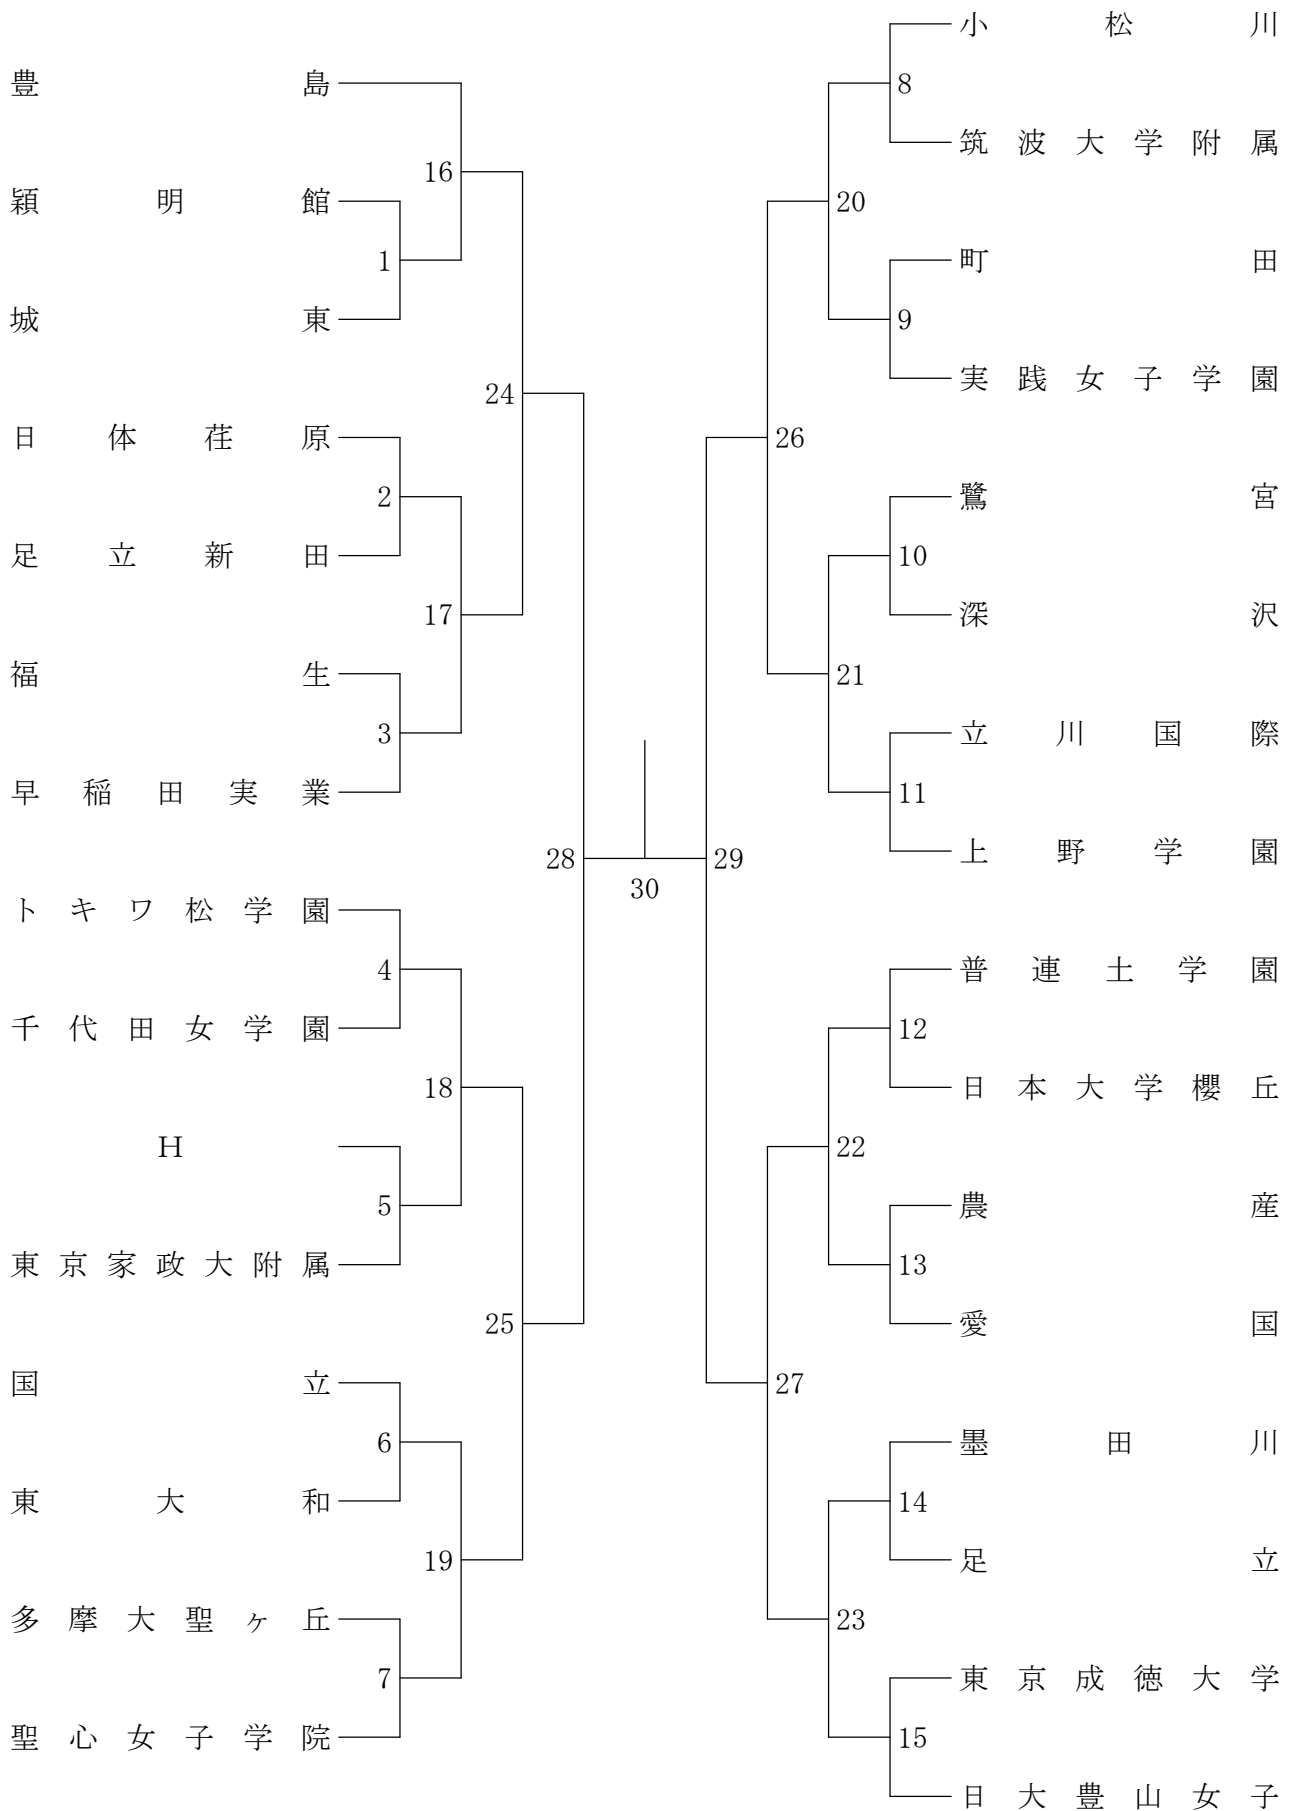 豊島
16
穎明館
1
城東
24
日体荏原
2
足立新田
17
福生
3
早稲田実業
28
トキワ松学園
4
千代田女学園
18
H
5
東京家政大附属
25
国立
6
東大和
19
多摩大聖ヶ丘
7
聖心女子学院
30
小松川
8
筑波大学附属
20
町田
9
実践女子学園
26
鷺宮
10
深沢
21
立川国際
11
上野学園
29
普連土学園
12
日本大学櫻丘
22
農産
13
愛国
27
墨田川
14
足立
23
東京成徳大学
15
日大豊山女子